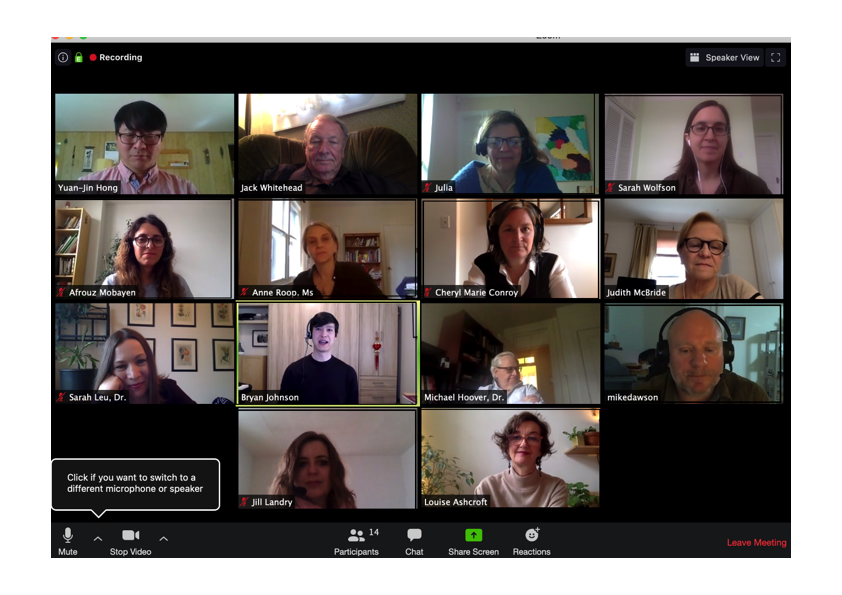 Zoom
Recording
Speaker View
Yuan-Jin Hong
Jack Whitehead
Julia
Sarah Wolfson
Afrouz Mobayen
Anne Roop. Ms
Cheryl Marie Conroy
Judith McBride
Sarah Leu, Dr.
Bryan Johnson
Michael Hoover, Dr.
mikedawson
Jill Landry
Louise Ashcroft
Click if you want to switch to a
different microphone or speaker
14
Mute
Stop Video
Participants
Chat
Share Screen
Reactions
Leave Meeting